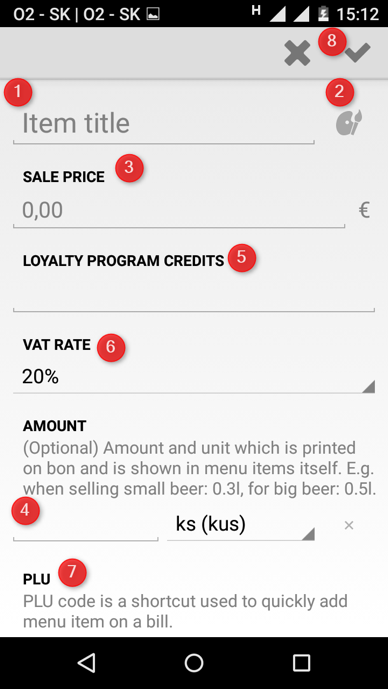 O2 - SK | O2 - SK
H
15:12
8
1
2
Item title
SALE PRICE
3
0,00
€
LOYALTY PROGRAM CREDITS
5
VAT RATE
6
20%
AMOUNT
(Optional) Amount and unit which is printed
on bon and is shown in menu items itself. E.g.
when selling small beer: 0.3l, for big beer: 0.5l.
4
ks (kus)
×
PLU
7
PLU code is a shortcut used to quickly add
menu item on a bill.